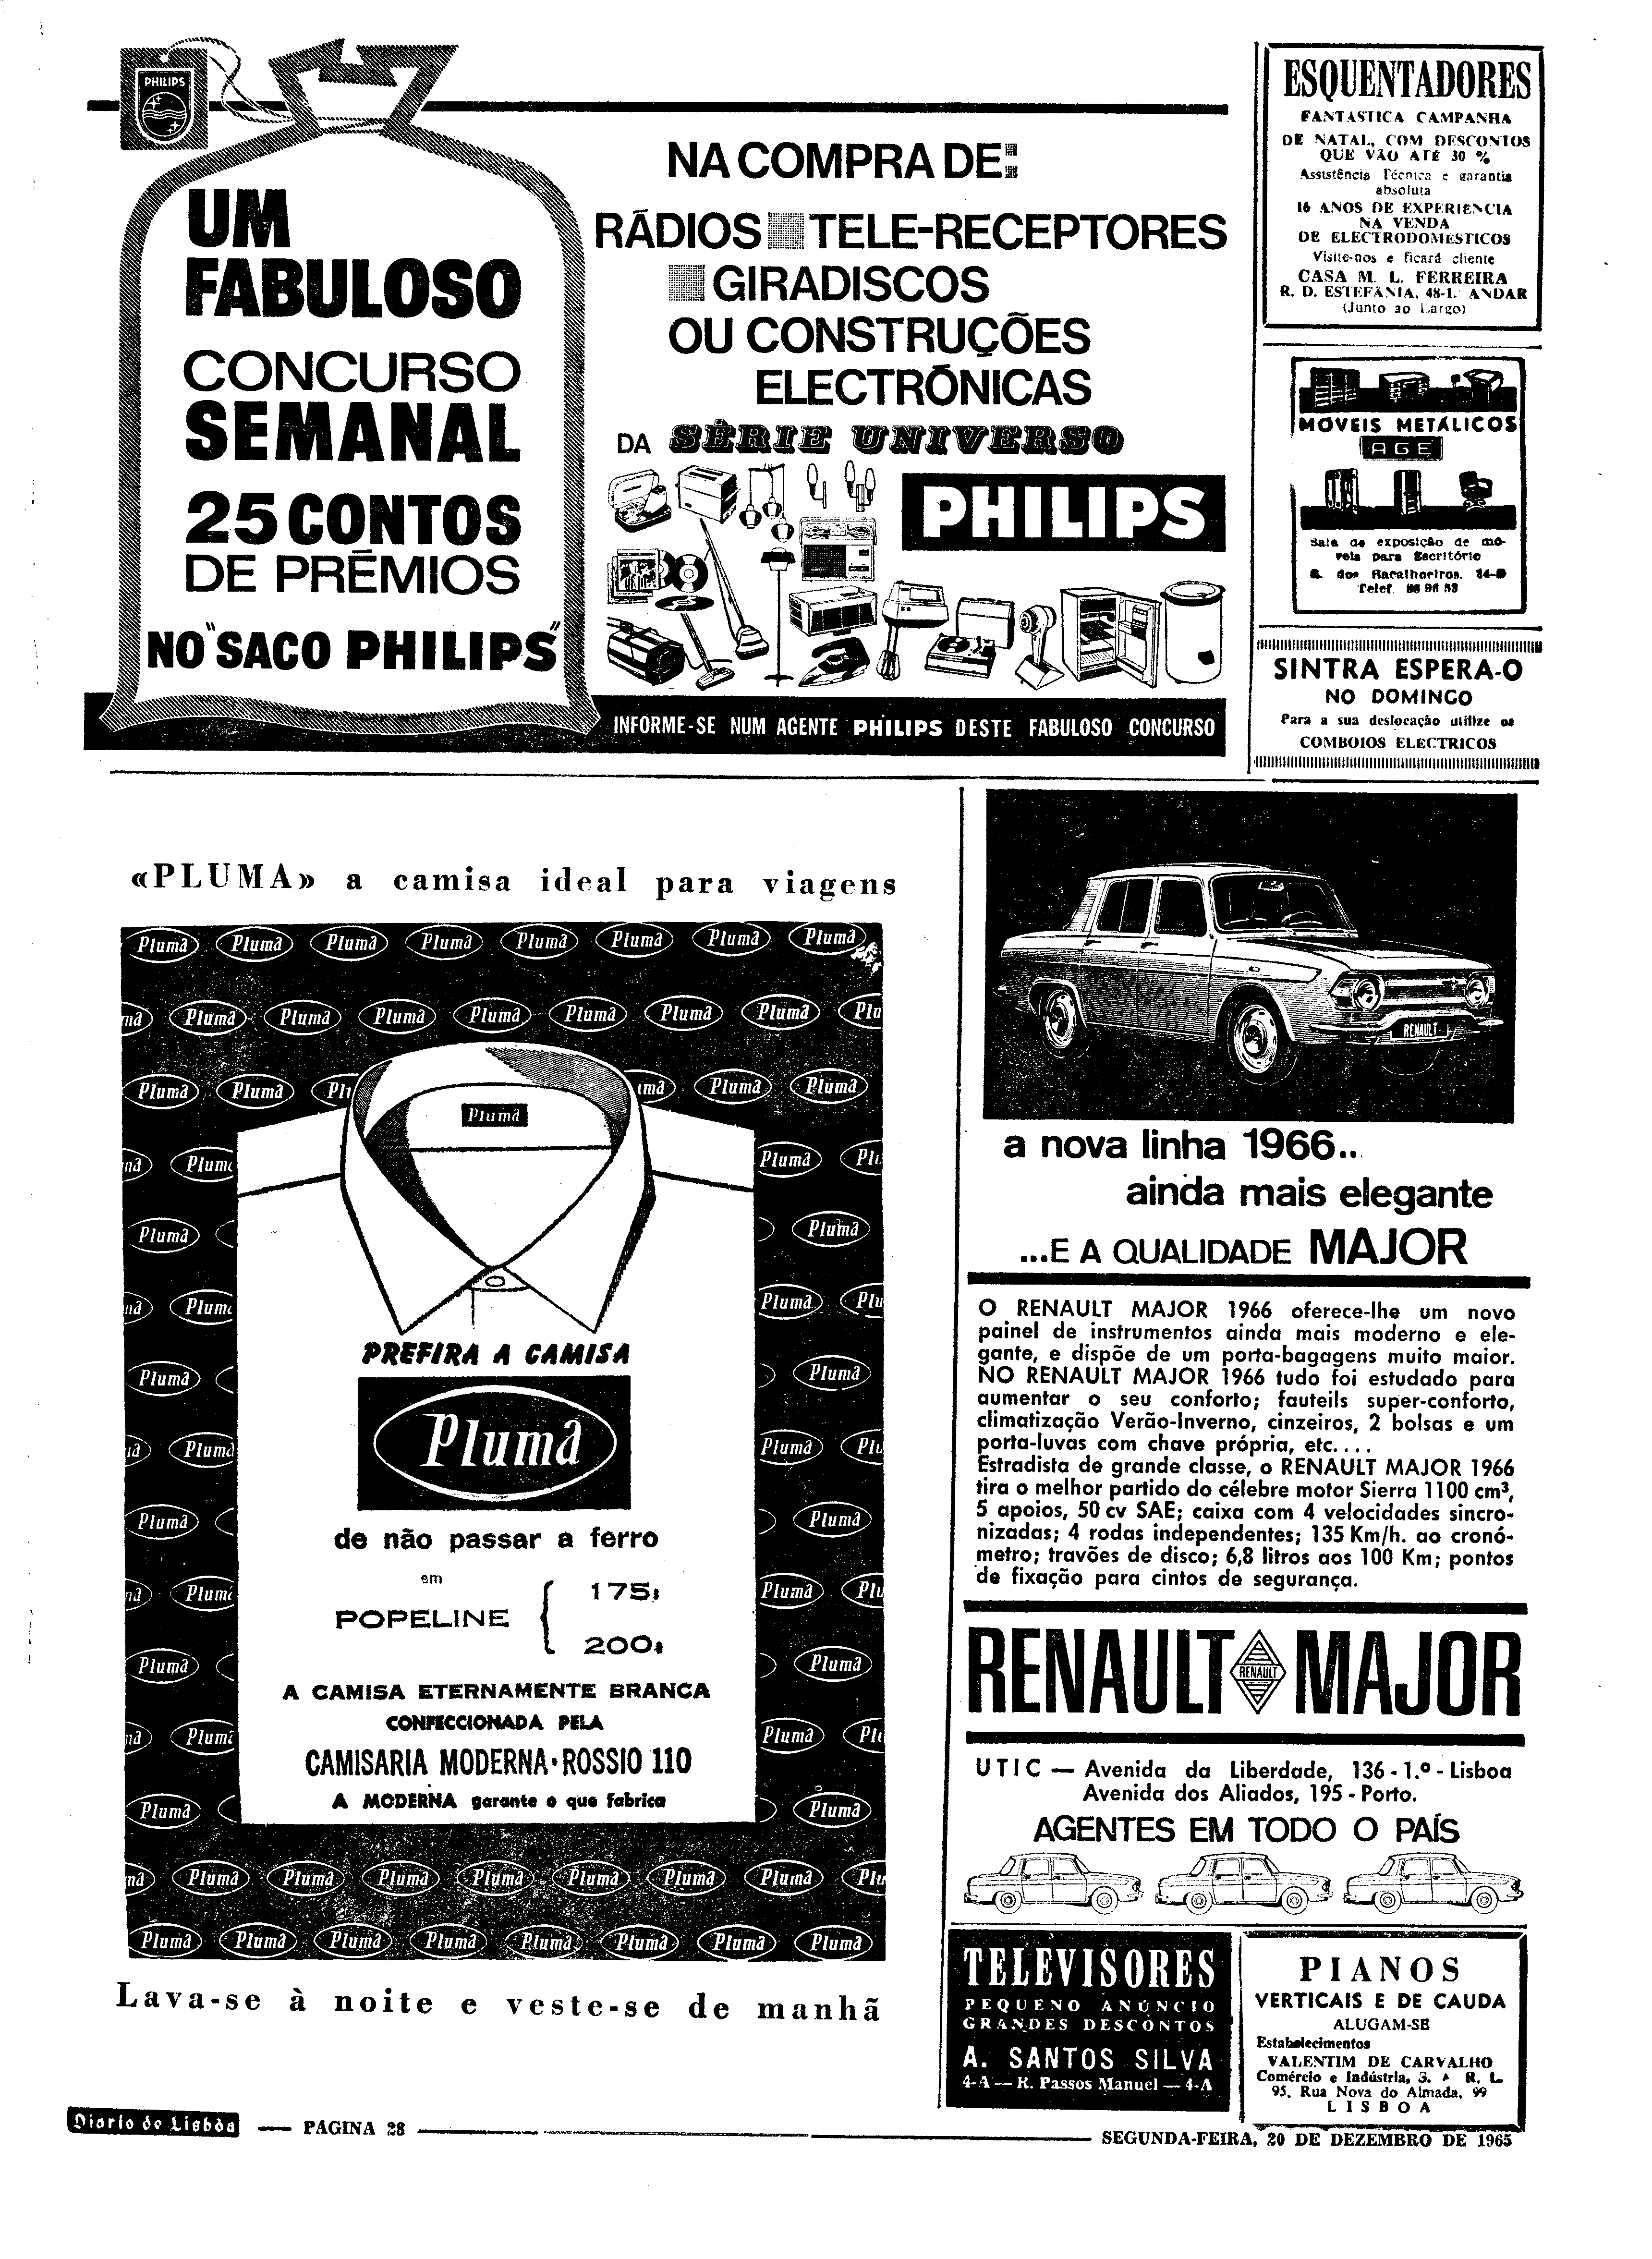 PHILIPS
UM
FABULOSO
CONCURSO
SEMANAL
25 CONTOS
DE PRÉMIOS
NO "SACO PHILIPS"
NA COMPRA DE:
RÁDIOS TELE-RECEPTORES
GIRADISCOS
OU CONSTRUÇÕES
ELECTRÓNICAS
DA SÉRIE UNIVERSO
PHILIPS
INFORME-SE NUM AGENTE PHILIPS DESTE FABULOSO CONCURSO
ESQUENTADORES
FANTASTICA CAMPANHA
DE NATAL, COM DESCONTOS
QUE VÃO ATÉ 30 %
Assistência Técnica e garantia
absoluta
16 ANOS DE EXPERIENCIA
NA VENDA
DE ELECTRODOMESTICOS
Visite-nos e ficará cliente
CASA M. L. FERREIRA
R. D. ESTEFÂNIA, 48-1.º ANDAR
(Junto ao Largo)
MÓVEIS METÁLICOS
AGE
Sala de exposição de mó-
veis para Escritório
R. dos Bacalhoeiros, 14-B
Telef. 86 96 53
SINTRA ESPERA-O
NO DOMINGO
Para a sua deslocação utilize os
COMBOIOS ELÉCTRICOS
«PLUMA» a camisa ideal para viagens
Pluma
PREFIRA A CAMISA
Pluma
de não passar a ferro
em
POPELINE
175$
200$
A CAMISA ETERNAMENTE BRANCA
CONFECCIONADA PELA
CAMISARIA MODERNA · ROSSIO 110
A MODERNA garante o que fabrica
Lava-se à noite e veste-se de manhã
RENAULT
a nova linha 1966..
ainda mais elegante
...E A QUALIDADE MAJOR
O RENAULT MAJOR 1966 oferece-lhe um novo
painel de instrumentos ainda mais moderno e ele-
gante, e dispõe de um porta-bagagens muito maior.
NO RENAULT MAJOR 1966 tudo foi estudado para
aumentar o seu conforto; fauteils super-conforto,
climatização Verão-Inverno, cinzeiros, 2 bolsas e um
porta-luvas com chave própria, etc....
Estradista de grande classe, o RENAULT MAJOR 1966
tira o melhor partido do célebre motor Sierra 1100 cm³,
5 apoios, 50 cv SAE; caixa com 4 velocidades sincro-
nizadas; 4 rodas independentes; 135 Km/h. ao cronó-
metro; travões de disco; 6,8 litros aos 100 Km; pontos
de fixação para cintos de segurança.
RENAULT RENAULT MAJOR
UTIC — Avenida da Liberdade, 136 - 1.º - Lisboa
Avenida dos Aliados, 195 - Porto.
AGENTES EM TODO O PAÍS
TELEVISORES
PEQUENO ANÚNCIO
GRANDES DESCONTOS
A. SANTOS SILVA
4-A — R. Passos Manuel — 4-A
PIANOS
VERTICAIS E DE CAUDA
ALUGAM-SE
Estabelecimentos
VALENTIM DE CARVALHO
Comércio e Indústria, S. A R. L.
95, Rua Nova do Almada, 99
LISBOA
Diario de Lisbôa — PÁGINA 28
SEGUNDA-FEIRA, 20 DE DEZEMBRO DE 1965